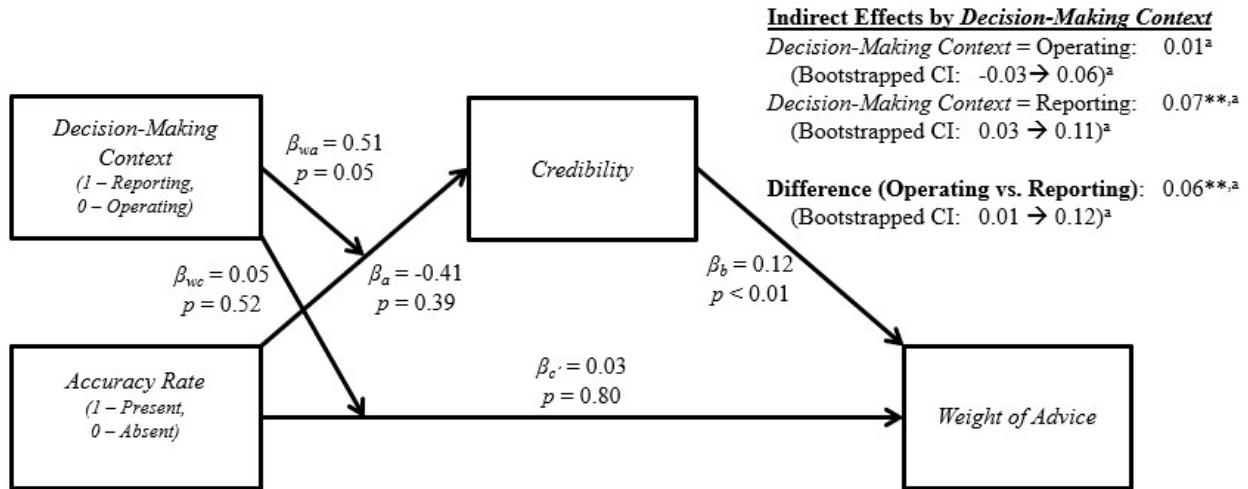 Indirect Effects by Decision-Making Context
Decision-Making Context = Operating: 0.01ᵃ
(Bootstrapped CI: -0.03→ 0.06)ᵃ
Decision-Making Context = Reporting: 0.07**,ᵃ
(Bootstrapped CI: 0.03 → 0.11)ᵃ
Difference (Operating vs. Reporting): 0.06**,ᵃ
(Bootstrapped CI: 0.01 → 0.12)ᵃ
Decision-Making
Context
(1 – Reporting,
0 – Operating)
βwa = 0.51
p = 0.05
Credibility
βwc = 0.05
p = 0.52
βa = -0.41
p = 0.39
βb = 0.12
p < 0.01
Accuracy Rate
(1 – Present,
0 – Absent)
βc´ = 0.03
p = 0.80
Weight of Advice